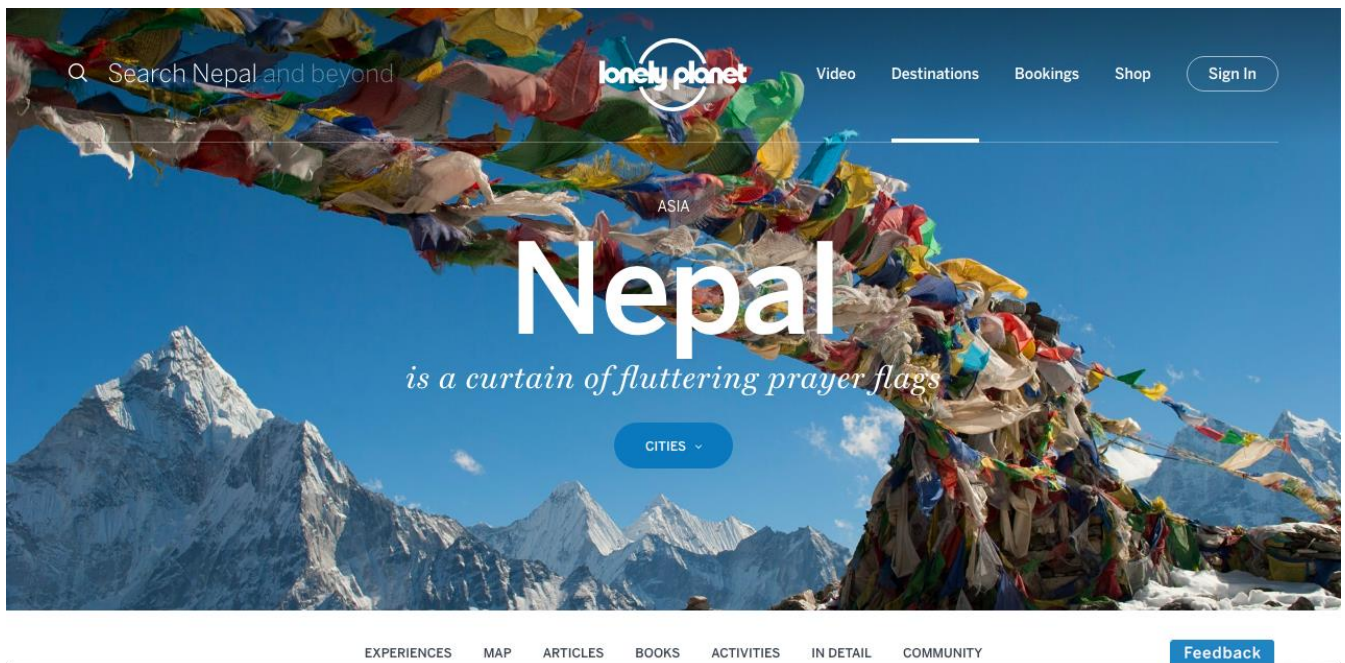 Search Nepal and beyond
lonely planet
Video Destinations Bookings Shop Sign In
ASIA
Nepal
is a curtain of fluttering prayer flags
CITIES
EXPERIENCES MAP ARTICLES BOOKS ACTIVITIES IN DETAIL COMMUNITY
Feedback